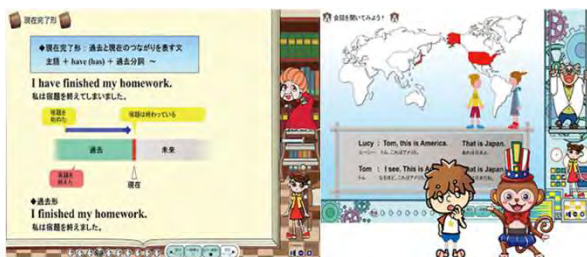 現在完了形
◆現在完了形：過去と現在のつながりを表す文
主語 + have (has) + 過去分詞 ～
I have finished my homework.
私は宿題を終えてしまいました。
宿題を
始めた
宿題は終わっている
過去
未来
宿題を
終えた
現在
◆過去形
I finished my homework.
私は宿題を終えました。
会話を聞いてみよう！
Lucy : Tom, this is America. That is Japan.
Tom : I see. This is America. That is Japan.